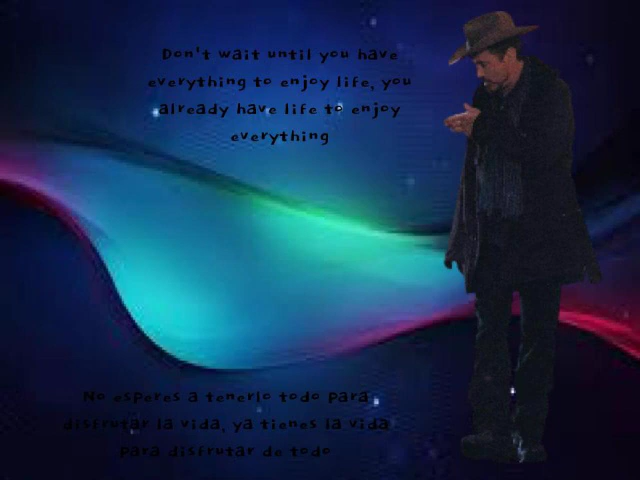 Don't wait until you have
everything to enjoy life, you
already have life to enjoy
everything
No esperes a tenerlo todo para
disfrutar la vida, ya tienes la vida
para disfrutar de todo